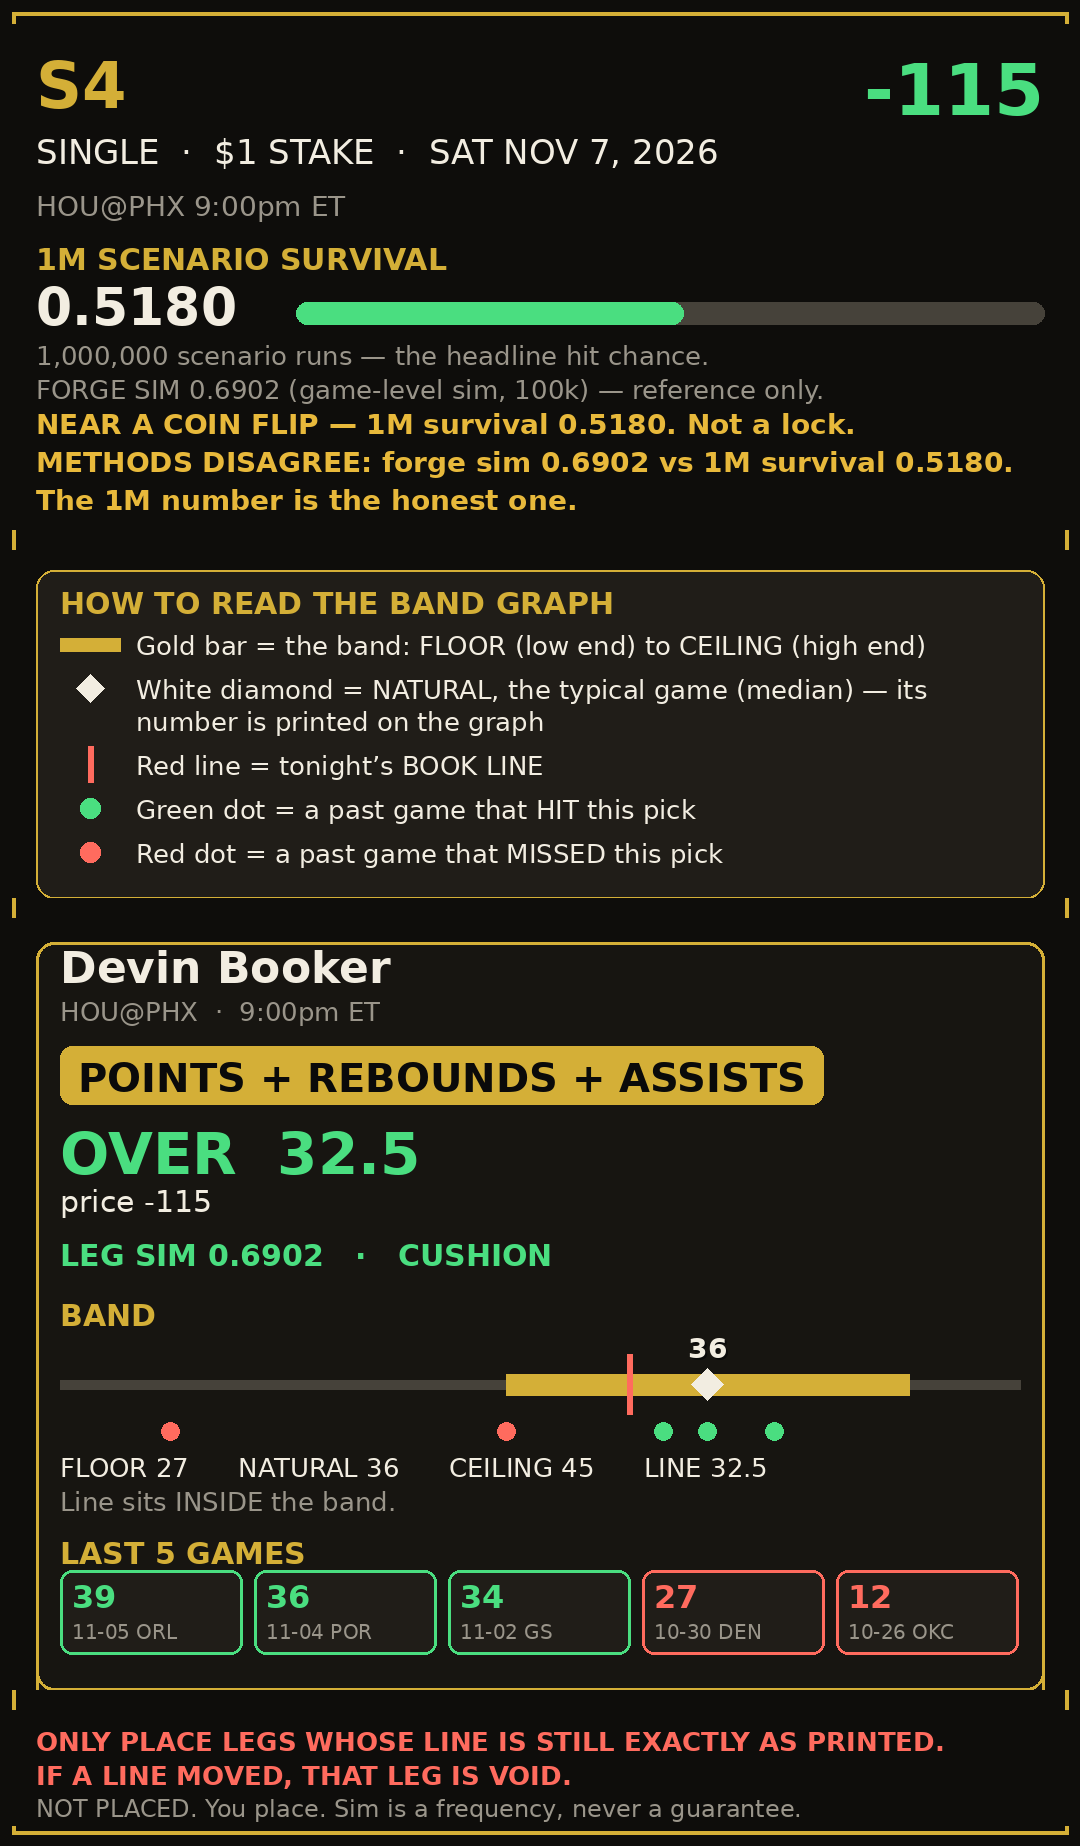 S4
-115
SINGLE · $1 STAKE · SAT NOV 7, 2026
HOU@PHX 9:00pm ET
1M SCENARIO SURVIVAL
0.5180
1,000,000 scenario runs — the headline hit chance.
FORGE SIM 0.6902 (game-level sim, 100k) — reference only.
NEAR A COIN FLIP — 1M survival 0.5180. Not a lock.
METHODS DISAGREE: forge sim 0.6902 vs 1M survival 0.5180.
The 1M number is the honest one.
HOW TO READ THE BAND GRAPH
Gold bar = the band: FLOOR (low end) to CEILING (high end)
White diamond = NATURAL, the typical game (median) — its
number is printed on the graph
Red line = tonight’s BOOK LINE
Green dot = a past game that HIT this pick
Red dot = a past game that MISSED this pick
Devin Booker
HOU@PHX · 9:00pm ET
POINTS + REBOUNDS + ASSISTS
OVER 32.5
price -115
LEG SIM 0.6902 · CUSHION
BAND
36
FLOOR 27 NATURAL 36 CEILING 45 LINE 32.5
Line sits INSIDE the band.
LAST 5 GAMES
39 36 34 27 12
11-05 ORL 11-04 POR 11-02 GS 10-30 DEN 10-26 OKC
ONLY PLACE LEGS WHOSE LINE IS STILL EXACTLY AS PRINTED.
IF A LINE MOVED, THAT LEG IS VOID.
NOT PLACED. You place. Sim is a frequency, never a guarantee.